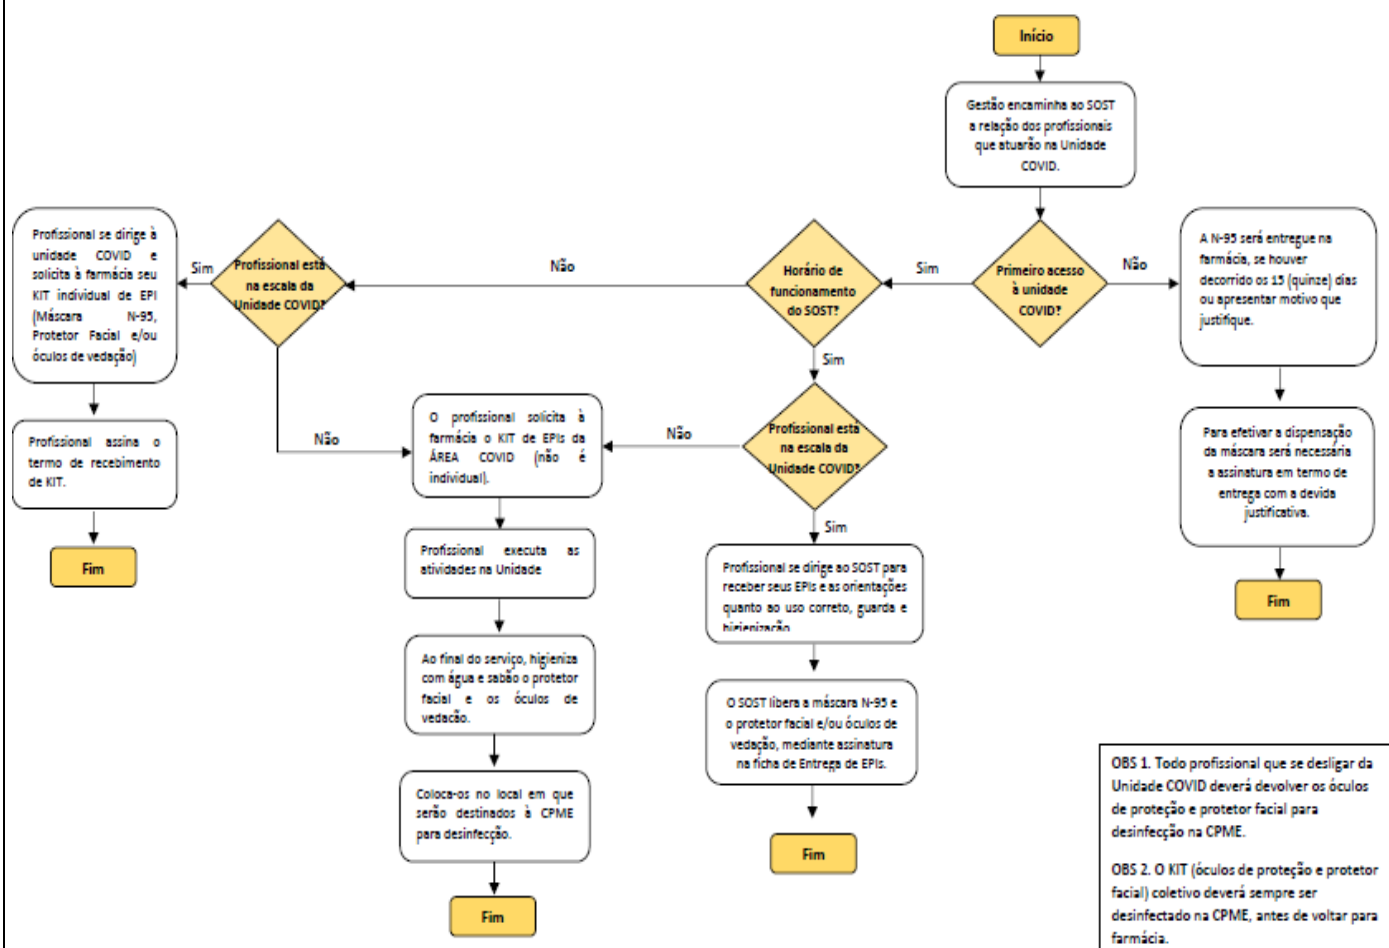 Início
Gestão encaminha ao SOST
a relação dos profissionais
que atuarão na Unidade
COVID.
Primeiro acesso
à unidade
COVID?
Não
A N-95 será entregue na
farmácia, se houver
decorrido os 15 (quinze) dias
ou apresentar motivo que
justifique.
Para efetivar a dispensação
da máscara será necessária
a assinatura em termo de
entrega com a devida
justificativa.
Fim
Sim
Horário de
funcionamento
do SOST?
Sim
Profissional está
na escala da
Unidade COVID?
Sim
Profissional se dirige ao SOST para
receber seus EPIs e as orientações
quanto ao uso correto, guarda e
higienização
O SOST libera a máscara N-95 e
o protetor facial e/ou óculos de
vedação, mediante assinatura
na ficha de Entrega de EPIs.
Fim
Não
Não
Profissional está
na escala da
Unidade COVID?
Não
O profissional solicita à
farmácia o KIT de EPIs da
ÁREA COVID (não é
individual).
Profissional executa as
atividades na Unidade
Ao final do serviço, higieniza
com água e sabão o protetor
facial e os óculos de
vedacão.
Coloca-os no local em que
serão destinados à CPME
para desinfecção.
Fim
Sim
Profissional se dirige à
unidade COVID e
solicita à farmácia seu
KIT individual de EPI
(Máscara N-95,
Protetor Facial e/ou
óculos de vedação)
Profissional assina o
termo de recebimento
de KIT.
Fim
OBS 1. Todo profissional que se desligar da
Unidade COVID deverá devolver os óculos
de proteção e protetor facial para
desinfecção na CPME.
OBS 2. O KIT (óculos de proteção e protetor
facial) coletivo deverá sempre ser
desinfectado na CPME, antes de voltar para
farmácia.